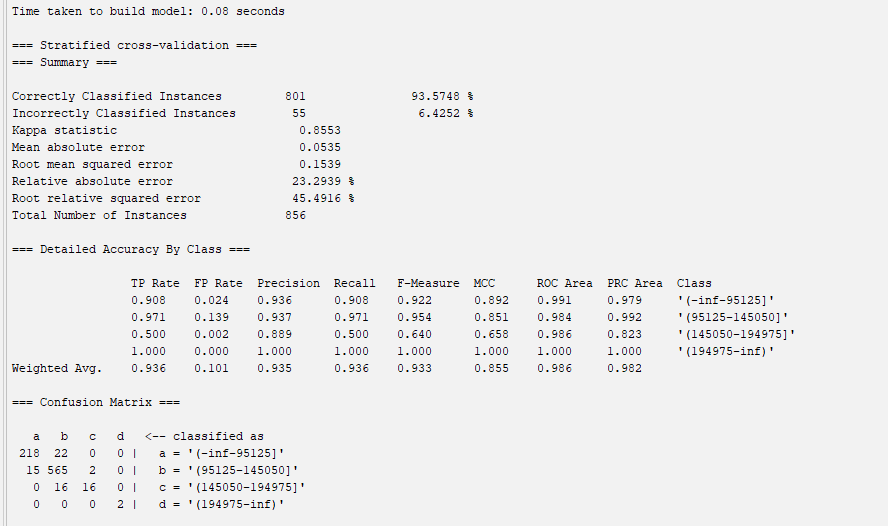 Time taken to build model: 0.08 seconds
=== Stratified cross-validation ===
=== Summary ===
Correctly Classified Instances         801               93.5748 %
Incorrectly Classified Instances        55                6.4252 %
Kappa statistic                          0.8553
Mean absolute error                      0.0535
Root mean squared error                  0.1539
Relative absolute error                 23.2939 %
Root relative squared error             45.4916 %
Total Number of Instances              856
=== Detailed Accuracy By Class ===
                 TP Rate  FP Rate  Precision  Recall   F-Measure  MCC      ROC Area  PRC Area  Class
                 0.908    0.024    0.936      0.908    0.922      0.892    0.991     0.979     '(-inf-95125]'
                 0.971    0.139    0.937      0.971    0.954      0.851    0.984     0.992     '(95125-145050]'
                 0.500    0.002    0.889      0.500    0.640      0.658    0.986     0.823     '(145050-194975]'
                 1.000    0.000    1.000      1.000    1.000      1.000    1.000     1.000     '(194975-inf)'
Weighted Avg.    0.936    0.101    0.935      0.936    0.933      0.855    0.986     0.982
=== Confusion Matrix ===
   a   b   c   d   <-- classified as
 218  22   0   0 |   a = '(-inf-95125]'
  15 565   2   0 |   b = '(95125-145050]'
   0  16  16   0 |   c = '(145050-194975]'
   0   0   0   2 |   d = '(194975-inf)'